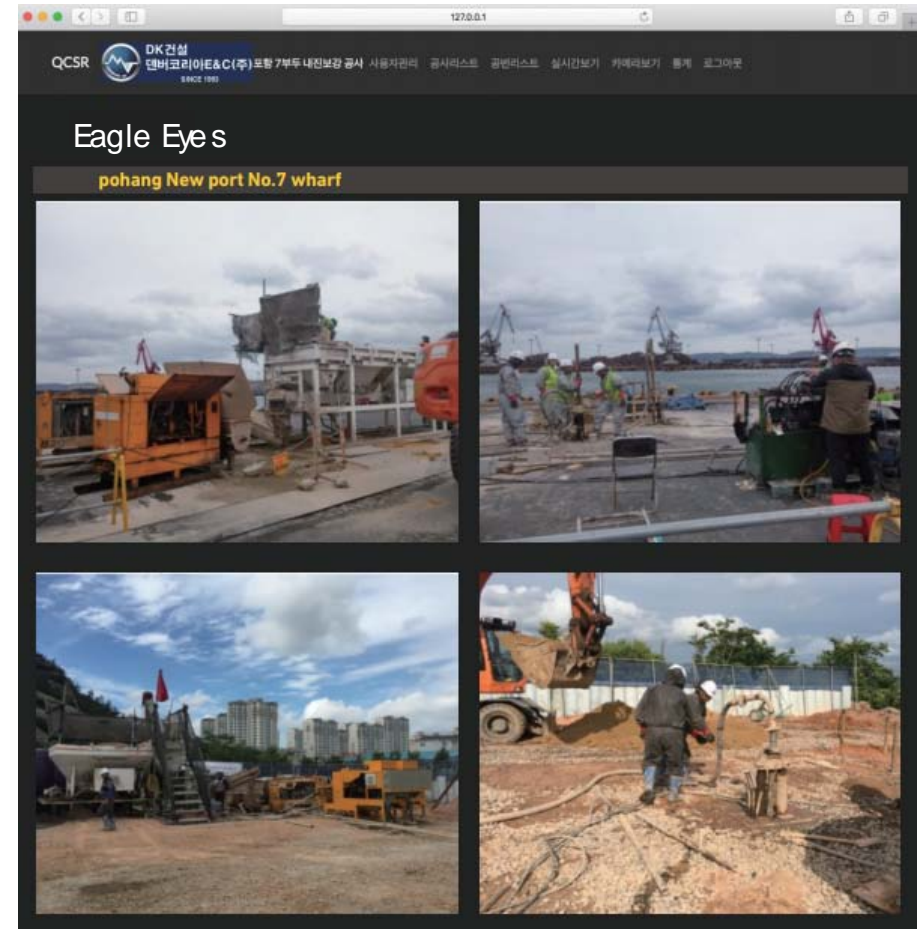 127.0.0.1
QCSR
DK건설
덴버코리아E&C(주) 포항 7부두 내진보강 공사 사용자관리 공사리스트 공번리스트 실시간보기 카메라보기 통계 로그아웃
SINCE 1993
Eagle Eyes
pohang New port No.7 wharf